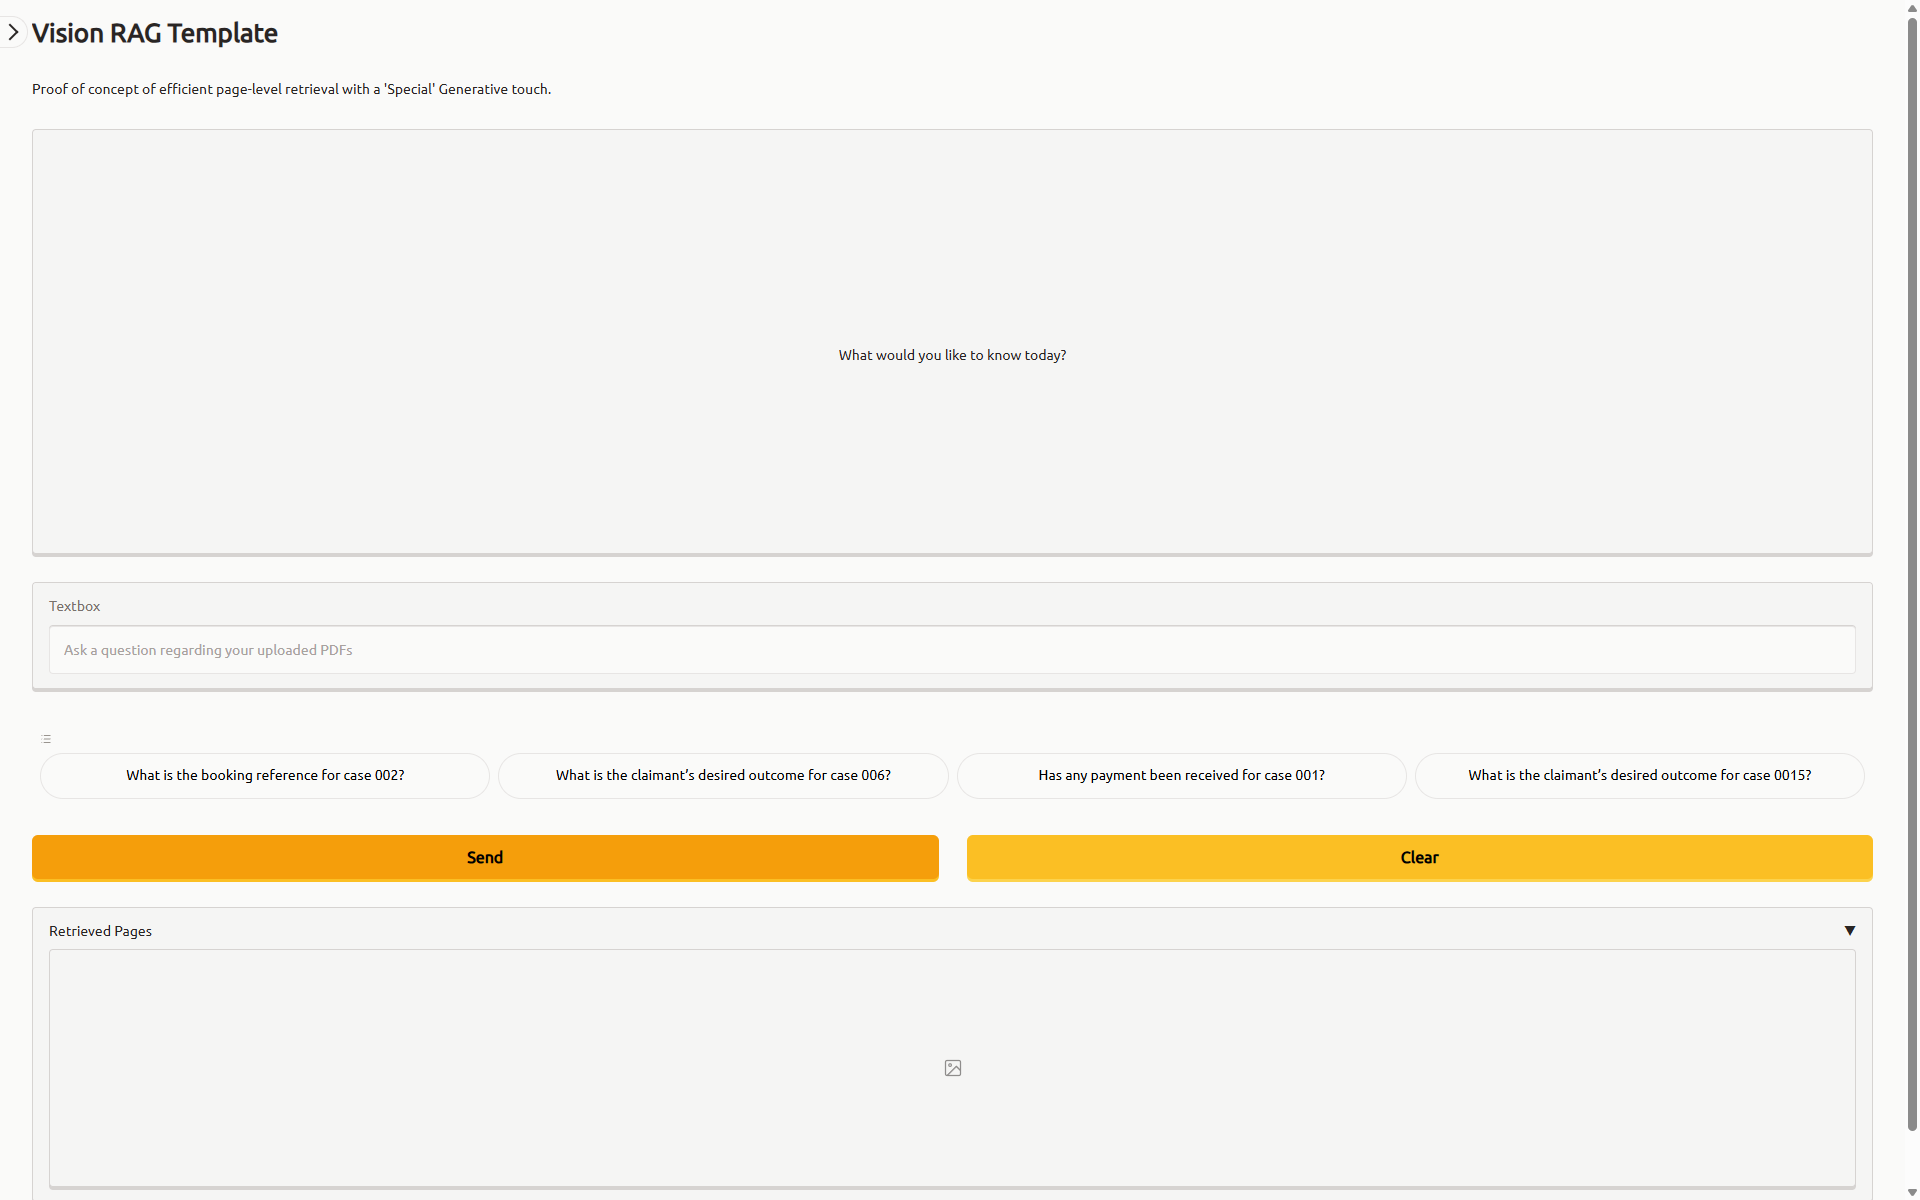 Vision RAG Template
Proof of concept of efficient page-level retrieval with a 'Special' Generative touch.
What would you like to know today?
Textbox
Ask a question regarding your uploaded PDFs
What is the booking reference for case 002?
What is the claimant’s desired outcome for case 006?
Has any payment been received for case 001?
What is the claimant’s desired outcome for case 0015?
Send
Clear
Retrieved Pages